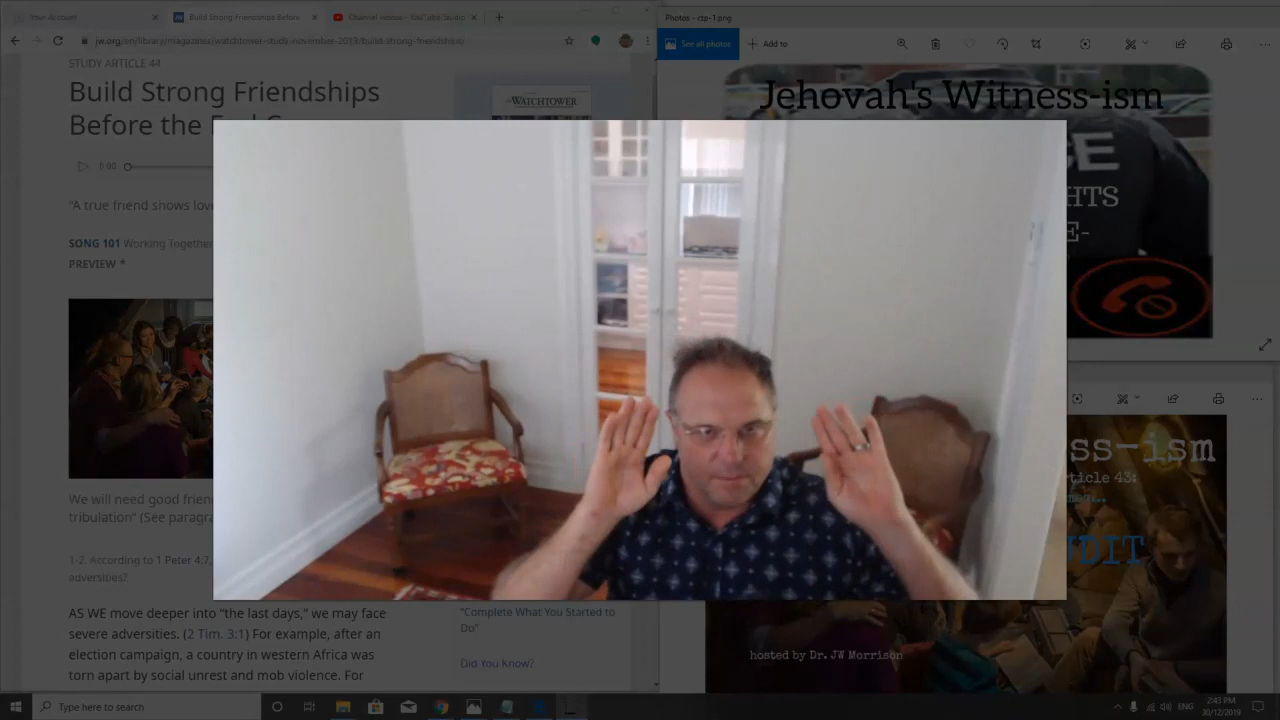 Your Account
Build Strong Friendships Before
Channel videos - YouTube Studio
Photos - ctp-1.png
jw.org/en/library/magazines/watchtower-study-november-2019/build-strong-friendships
See all photos
Add to
STUDY ARTICLE 44
Build Strong Friendships
Before the
THE WATCHTOWER
Jehovah's Witness-ism
CE
HTS
E-
0:00
"A true friend shows
SONG 101 Working Together
PREVIEW *
We will need good
tribulation" (See
1-2. According to 1 Peter 4:7,
adversities?
AS WE move deeper into "the last days," we may face
severe adversities. (2 Tim. 3:1) For example, after an
election campaign, a country in western Africa was
torn apart by social unrest and mob violence. For
"Complete What You Started to
Do"
Did You Know?
ss-ism
rticle 43:
UDIT
hosted by Dr. JW Morrison
Type here to search
ENG
2:43 PM
30/12/2019